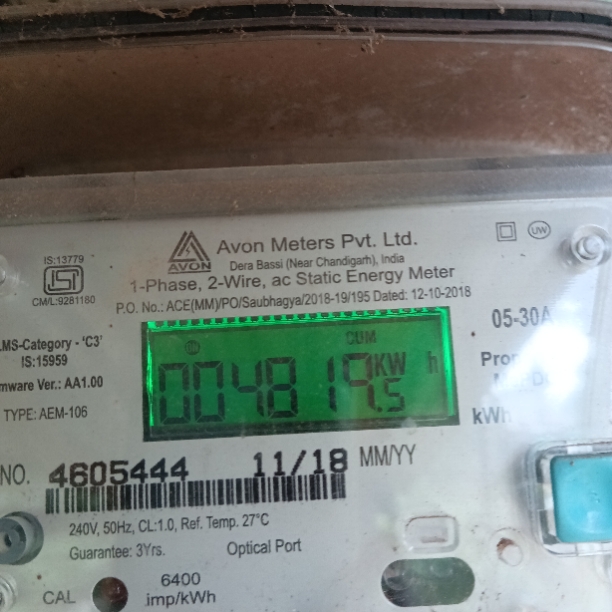 Avon Meters Pvt. Ltd.
AVON
Dera Bassi (Near Chandigarh), India
1-Phase, 2-Wire, ac Static Energy Meter
P.O. No.: ACE(MM)/PO/Saubhagya/2018-19/195 Dated: 12-10-2018
UW
IS:13779
ISI
CM/L:9281180
LMS-Category - 'C3'
IS:15959
mware Ver.: AA1.00
TYPE: AEM-106
05-30A
CUM
004819.5 KW h
kWh
NO. 4605444 11/18 MM/YY
240V, 50Hz, CL:1.0, Ref. Temp. 27°C
Guarantee: 3Yrs. Optical Port
CAL 6400
imp/kWh